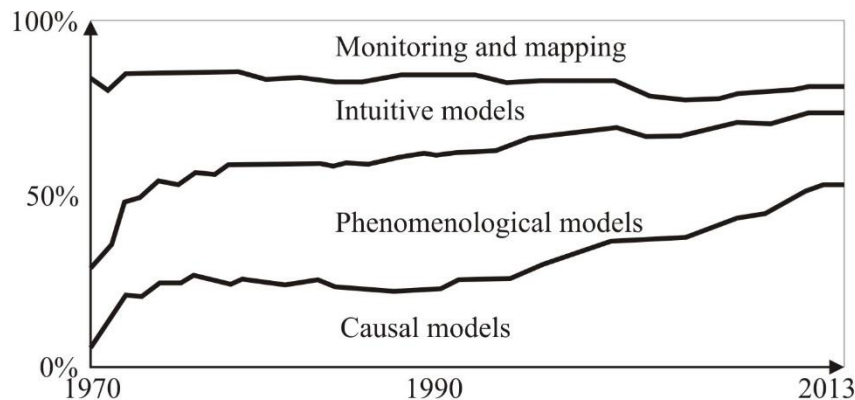 100%
Monitoring and mapping
Intuitive models
50%
Phenomenological models
Causal models
0%
1970 1990 2013